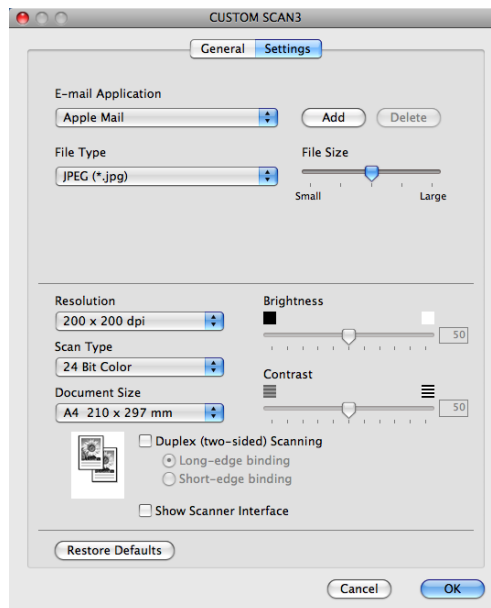 CUSTOM SCAN3
General Settings
E-mail Application
Apple Mail Add Delete
File Type File Size
JPEG (*.jpg)
Small Large
Resolution Brightness
200 x 200 dpi 50
Scan Type
24 Bit Color
Contrast
Document Size
A4 210 x 297 mm 50
Duplex (two-sided) Scanning
Long-edge binding
Short-edge binding
Show Scanner Interface
Restore Defaults
Cancel OK